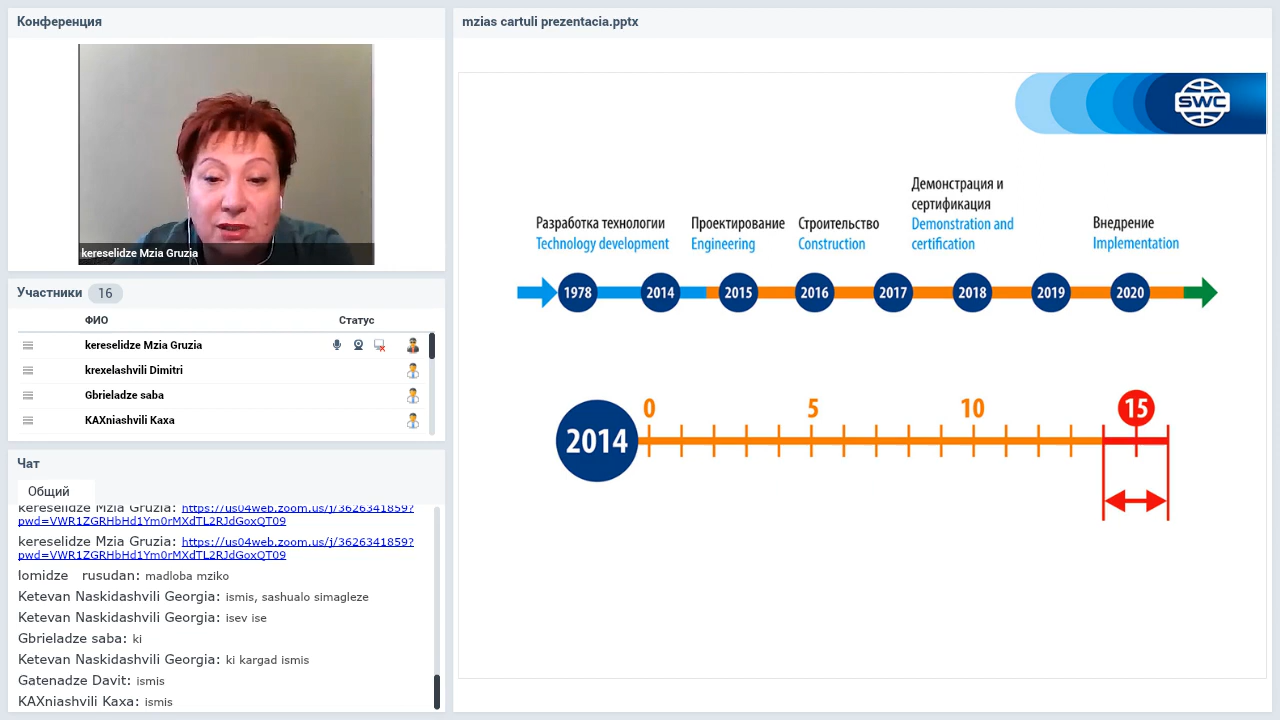 Конференция
kereselidze Mzia Gruzia
Участники 16
ФИО Статус
kereselidze Mzia Gruzia
krexelashvili Dimitri
Gbrieladze saba
KAXniashvili Kaxa
Чат
Общий
kereselidze Mzia Gruzia: https://us04web.zoom.us/j/3626341859?
pwd=VWR1ZGRHbHd1Ym0rMXdTL2RJdGoxQT09
kereselidze Mzia Gruzia: https://us04web.zoom.us/j/3626341859?
pwd=VWR1ZGRHbHd1Ym0rMXdTL2RJdGoxQT09
lomidze rusudan: madloba mziko
Ketevan Naskidashvili Georgia: ismis, sashualo simagleze
Ketevan Naskidashvili Georgia: isev ise
Gbrieladze saba: ki
Ketevan Naskidashvili Georgia: ki kargad ismis
Gatenadze Davit: ismis
KAXniashvili Kaxa: ismis
mzias cartuli prezentacia.pptx
SWC
Разработка технологии
Technology development
Проектирование
Engineering
Строительство
Construction
Демонстрация и
сертификация
Demonstration and
certification
Внедрение
Implementation
1978 2014 2015 2016 2017 2018 2019 2020
0 5 10 15
2014